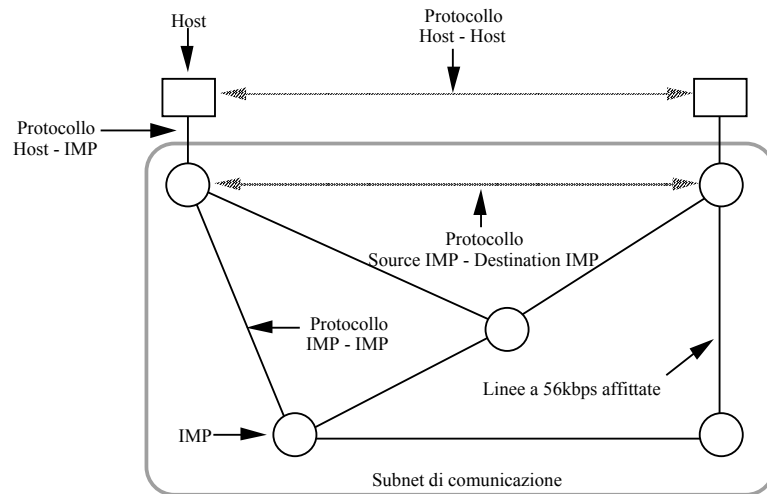 Host
Protocollo
Host - Host
Protocollo
Host - IMP
Protocollo
Source IMP - Destination IMP
Protocollo
IMP - IMP
Linee a 56kbps affittate
IMP
Subnet di comunicazione